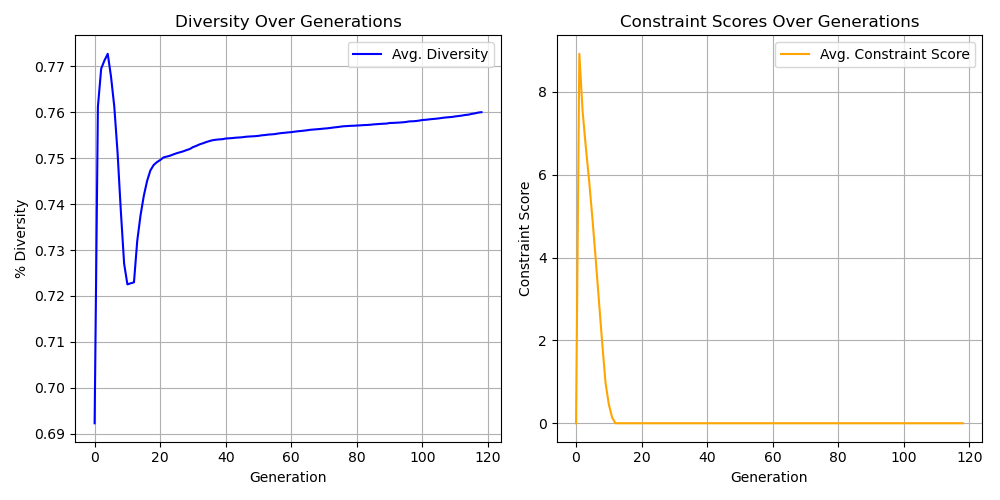 Diversity Over Generations
Avg. Diversity
% Diversity
0.77
0.76
0.75
0.74
0.73
0.72
0.71
0.70
0.69
0 20 40 60 80 100 120
Generation
Constraint Scores Over Generations
Avg. Constraint Score
Constraint Score
8
6
4
2
0
0 20 40 60 80 100 120
Generation